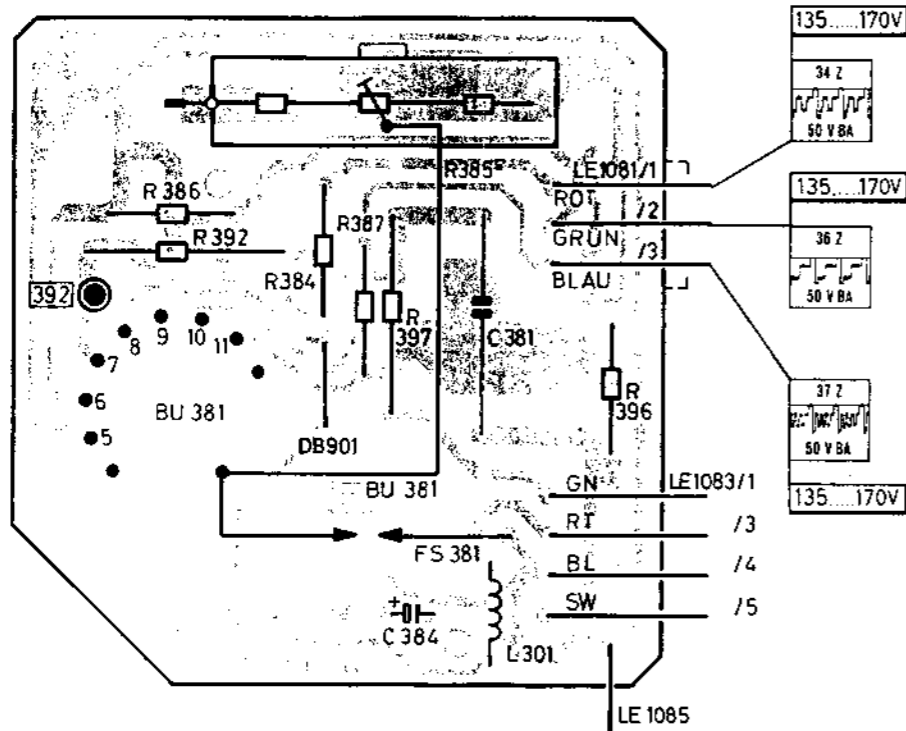 135.....170V
34 Z
50 V BA
LE1081/1
R385
ROT
135.....170V
R 386
/2
R387
GRÜN
R 392
36 Z
/3
R384
BLAU
392
50 V BA
9
10
8
11
R
397
C 381
7
37 Z
R
396
6
BU 381
5
50 V BA
DB901
BU 381
GN
LE1083/1
135.....170V
RT
/3
FS 381
BL
/4
SW
/5
+
C 384
L301
LE 1085